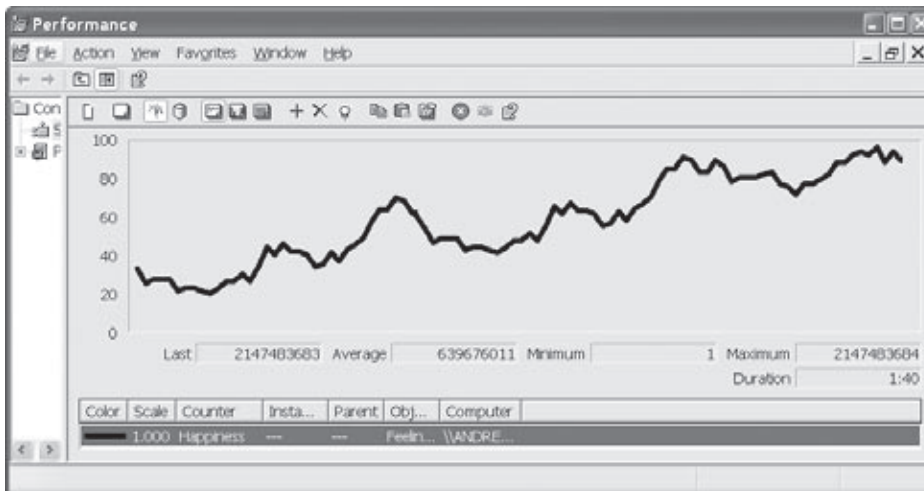 Performance
File Action View Favorites Window Help
Con
S
P
100
80
60
40
20
0
Last 2147483683 Average 639676011 Minimum 1 Maximum 2147483684
Duration 1:40
Color Scale Counter Insta... Parent Obj... Computer
1.000 Happiness --- --- Feelin... \\ANDRE...